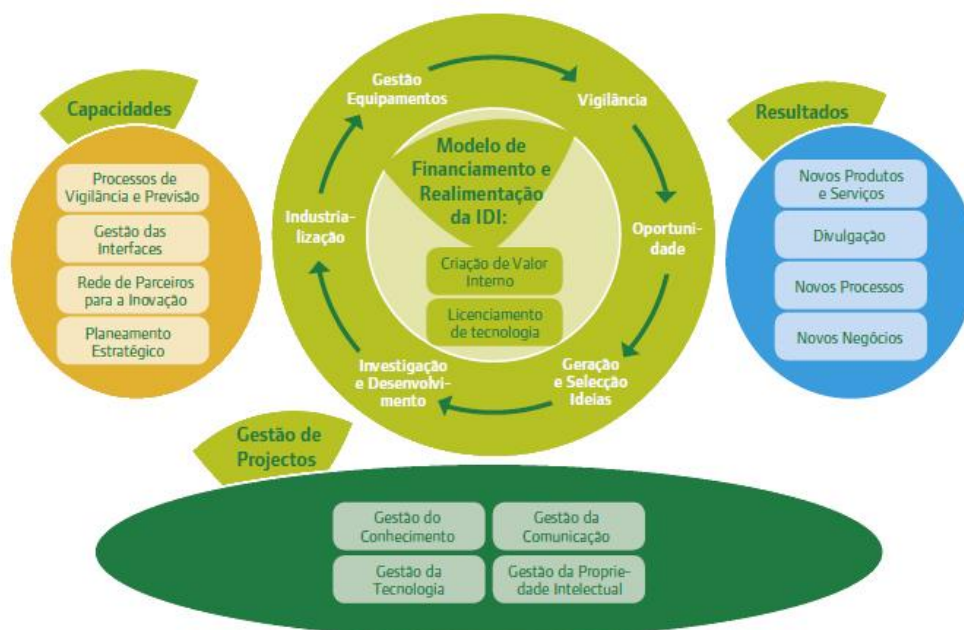 Capacidades
Processos de
Vigilância e Previsão
Gestão das
Interfaces
Rede de Parceiros
para a Inovação
Planeamento
Estratégico
Gestão
Equipamentos
Vigilância
Oportuni-
dade
Geração
e Selecção
Ideias
Investigação
e Desenvolvi-
mento
Industria-
lização
Modelo de
Financiamento e
Realimentação
da IDI:
Criação de Valor
Interno
Licenciamento
de tecnologia
Resultados
Novos Produtos
e Serviços
Divulgação
Novos Processos
Novos Negócios
Gestão de
Projectos
Gestão do
Conhecimento
Gestão da
Comunicação
Gestão da
Tecnologia
Gestão da Proprie-
dade Intelectual